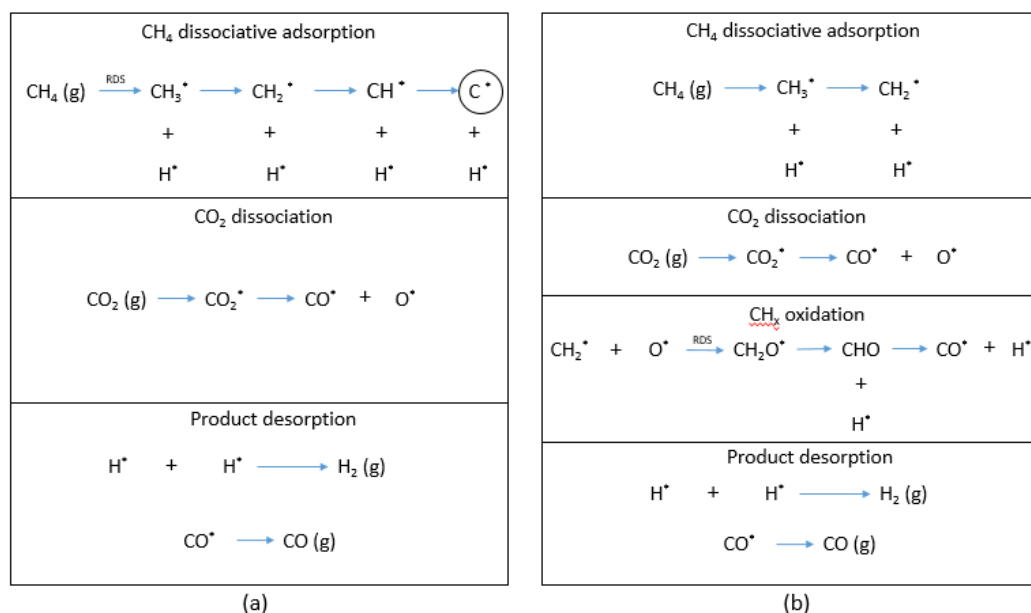 CH₄ dissociative adsorption
RDS
CH₄ (g) CH₃* CH₂* CH* C*
+ + + +
H* H* H* H*
CO₂ dissociation
CO₂ (g) CO₂* CO* + O*
Product desorption
H* + H* H₂ (g)
CO* CO (g)
(a)
CH₄ dissociative adsorption
CH₄ (g) CH₃* CH₂*
+ +
H* H*
CO₂ dissociation
CO₂ (g) CO₂* CO* + O*
CHₓ oxidation
RDS
CH₂* + O* CH₂O* CHO CO* + H*
+
H*
Product desorption
H* + H* H₂ (g)
CO* CO (g)
(b)